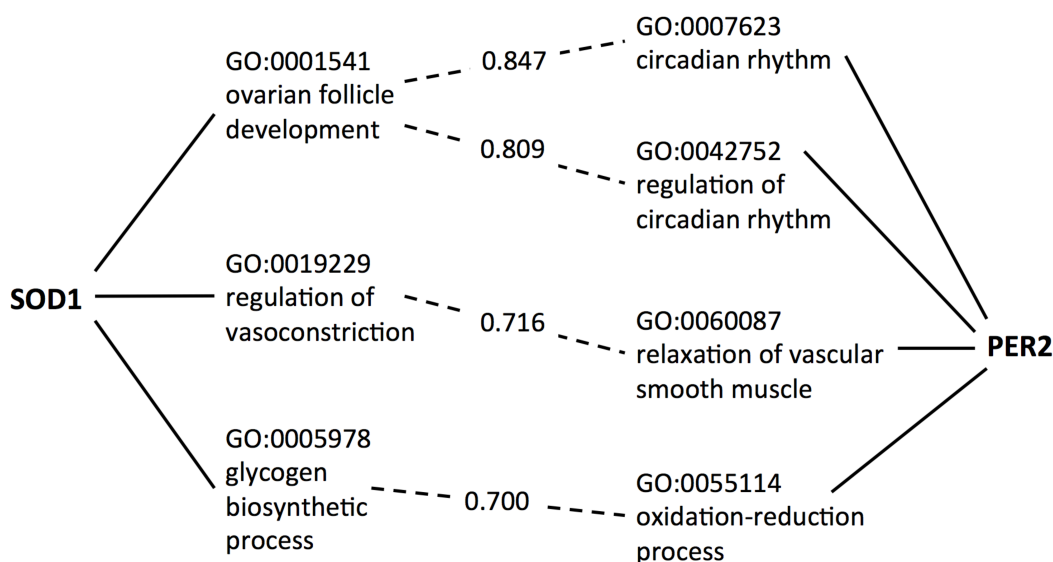 SOD1
GO:0001541
ovarian follicle
development
GO:0019229
regulation of
vasoconstriction
GO:0005978
glycogen
biosynthetic
process
0.847
0.809
0.716
0.700
GO:0007623
circadian rhythm
GO:0042752
regulation of
circadian rhythm
GO:0060087
relaxation of vascular
smooth muscle
GO:0055114
oxidation-reduction
process
PER2